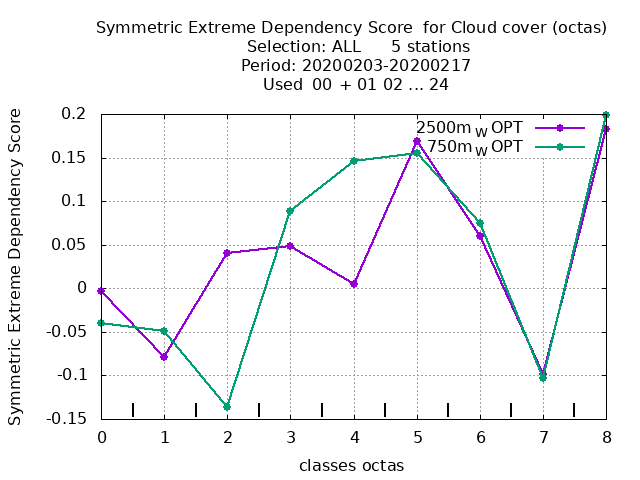 Symmetric Extreme Dependency Score  for Cloud cover (octas)
Selection: ALL      5 stations
Period: 20200203-20200217
Used  00 + 01 02 ... 24
Symmetric Extreme Dependency Score
0.2
0.15
0.1
0.05
0
-0.05
-0.1
-0.15
2500m W OPT
750m W OPT
0 1 2 3 4 5 6 7 8
classes octas